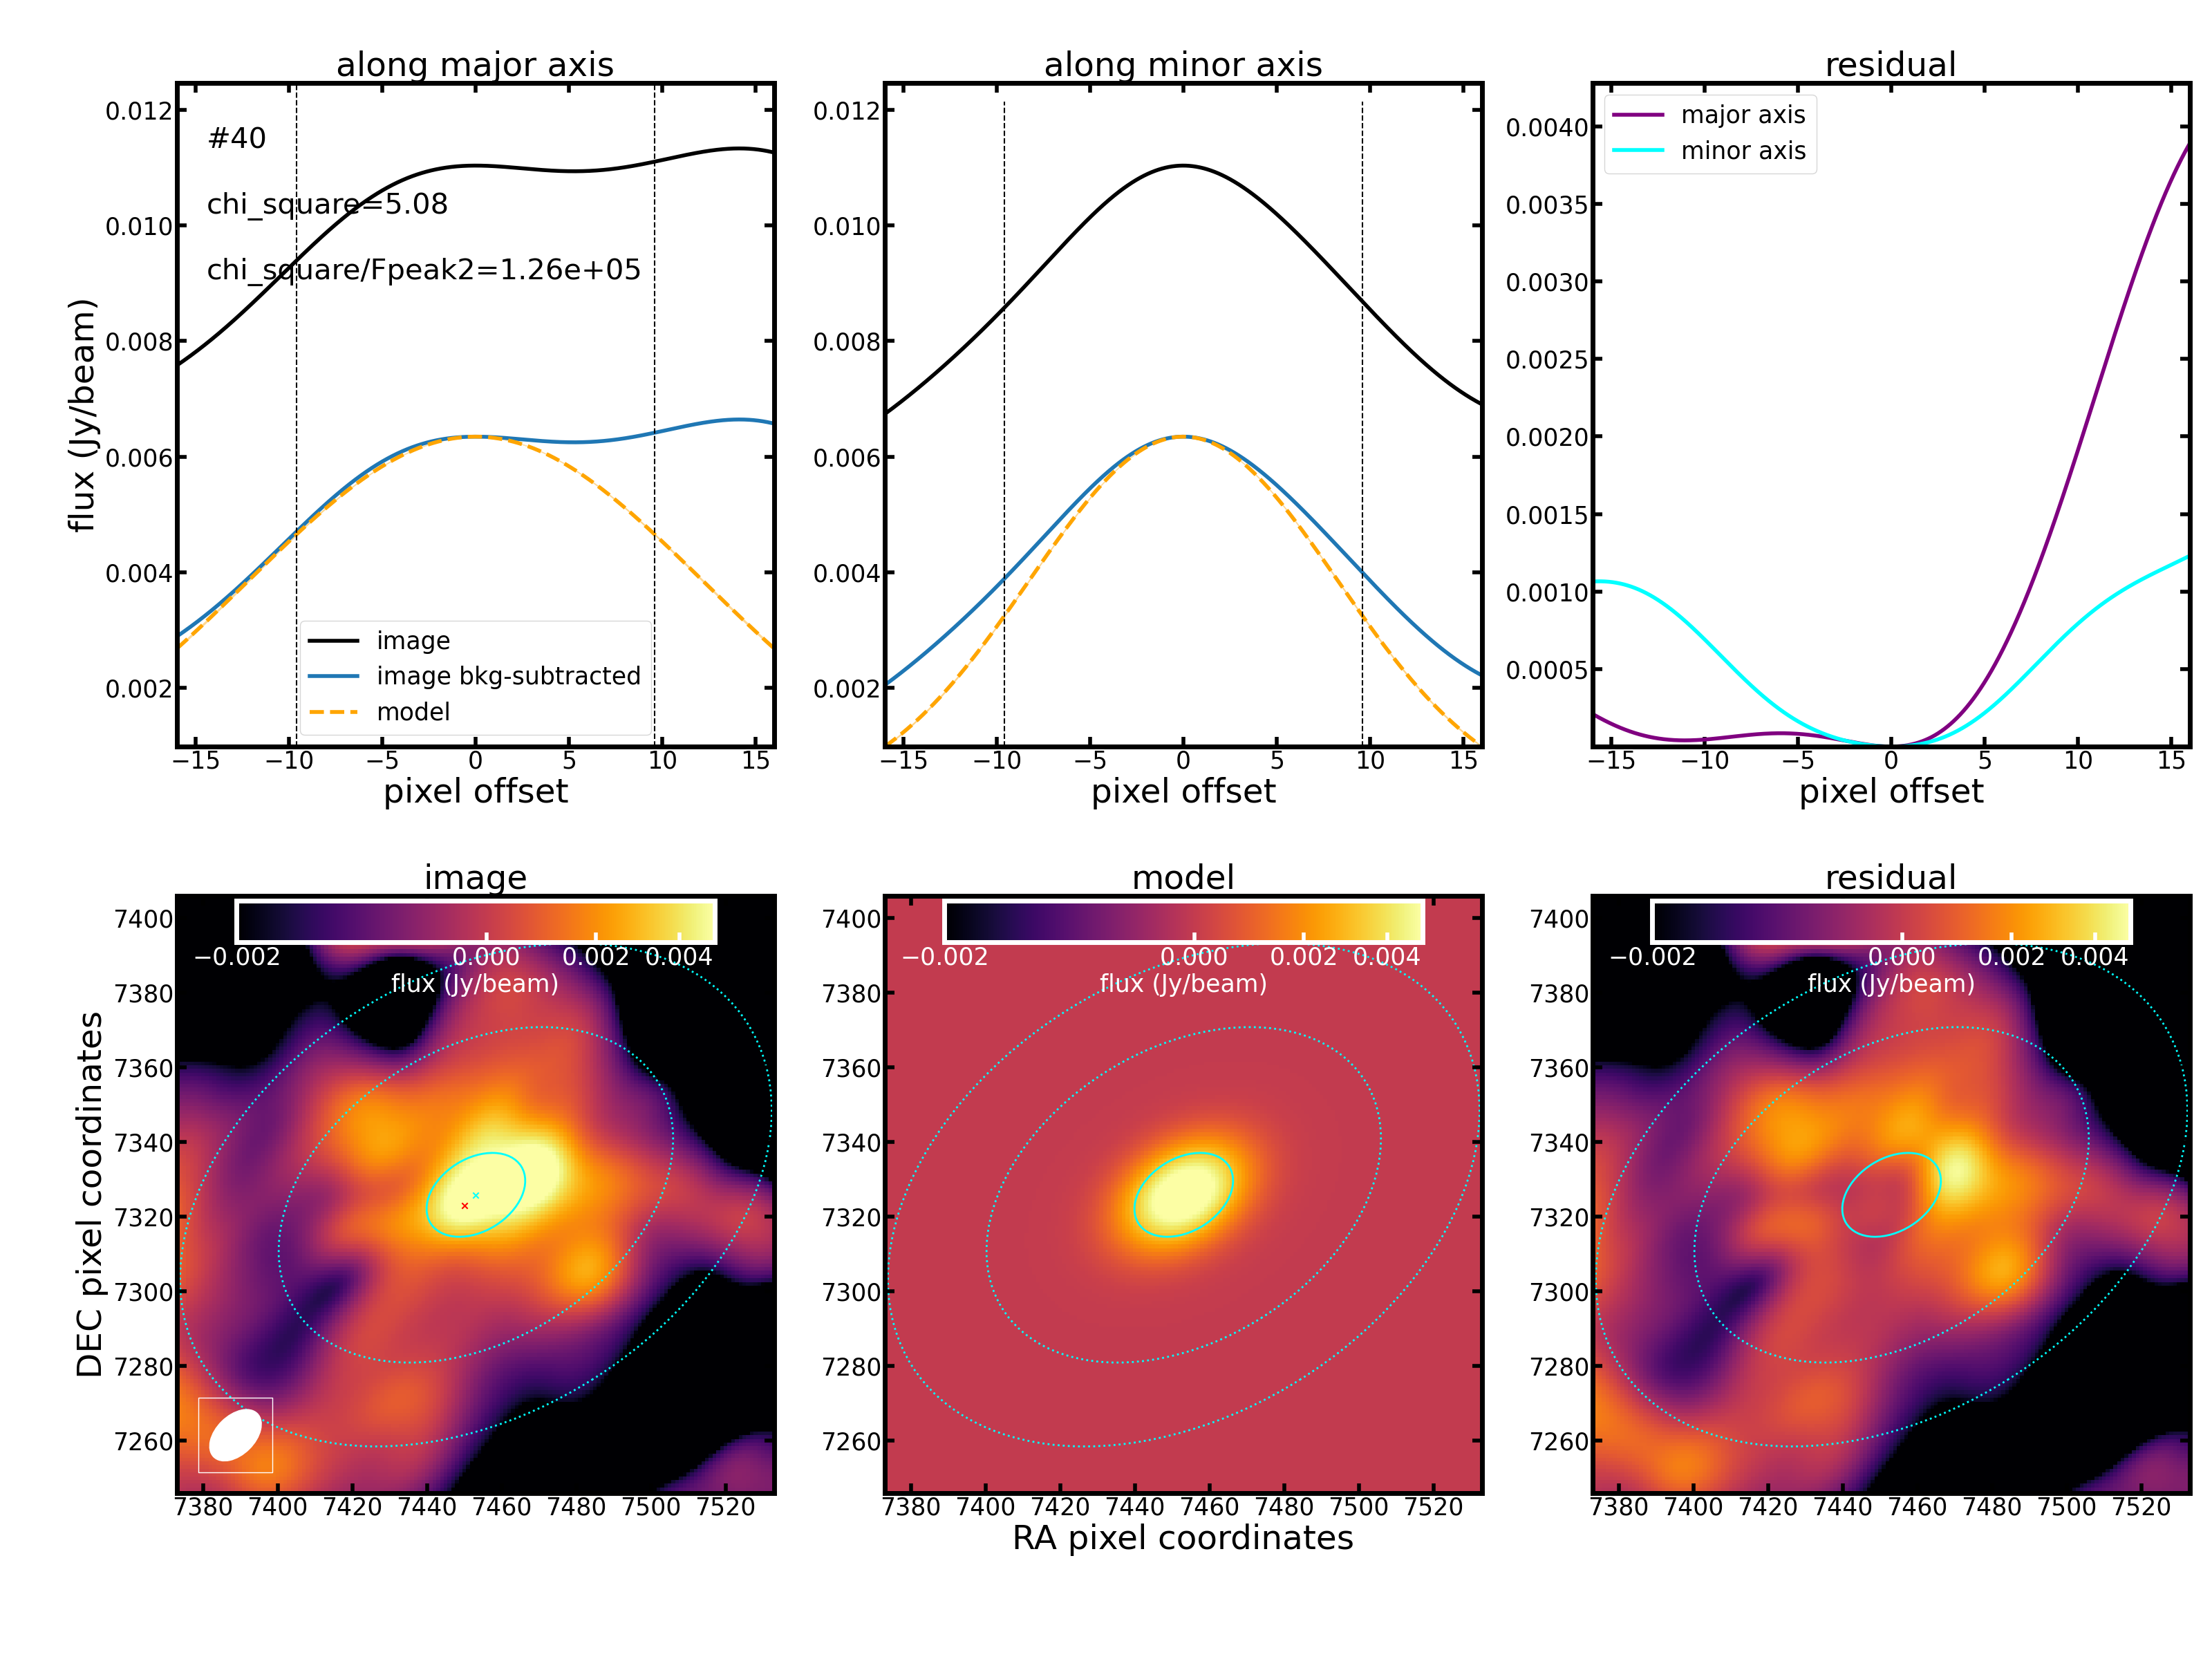 along major axis
0.012
0.010
0.008
0.006
0.004
0.002
flux (Jy/beam)
#40
chi_square=5.08
chi_square/Fpeak2=1.26e+05
image
image bkg-subtracted
model
−15 −10 −5 0 5 10 15
pixel offset
along minor axis
0.012
0.010
0.008
0.006
0.004
0.002
−15 −10 −5 0 5 10 15
pixel offset
residual
major axis
minor axis
0.0040
0.0035
0.0030
0.0025
0.0020
0.0015
0.0010
0.0005
−15 −10 −5 0 5 10 15
pixel offset
image
−0.002 0.000 0.002 0.004
flux (Jy/beam)
7400
7380
7360
7340
7320
7300
7280
7260
DEC pixel coordinates
7380 7400 7420 7440 7460 7480 7500 7520
model
−0.002 0.000 0.002 0.004
flux (Jy/beam)
7400
7380
7360
7340
7320
7300
7280
7260
7380 7400 7420 7440 7460 7480 7500 7520
RA pixel coordinates
residual
−0.002 0.000 0.002 0.004
flux (Jy/beam)
7400
7380
7360
7340
7320
7300
7280
7260
7380 7400 7420 7440 7460 7480 7500 7520